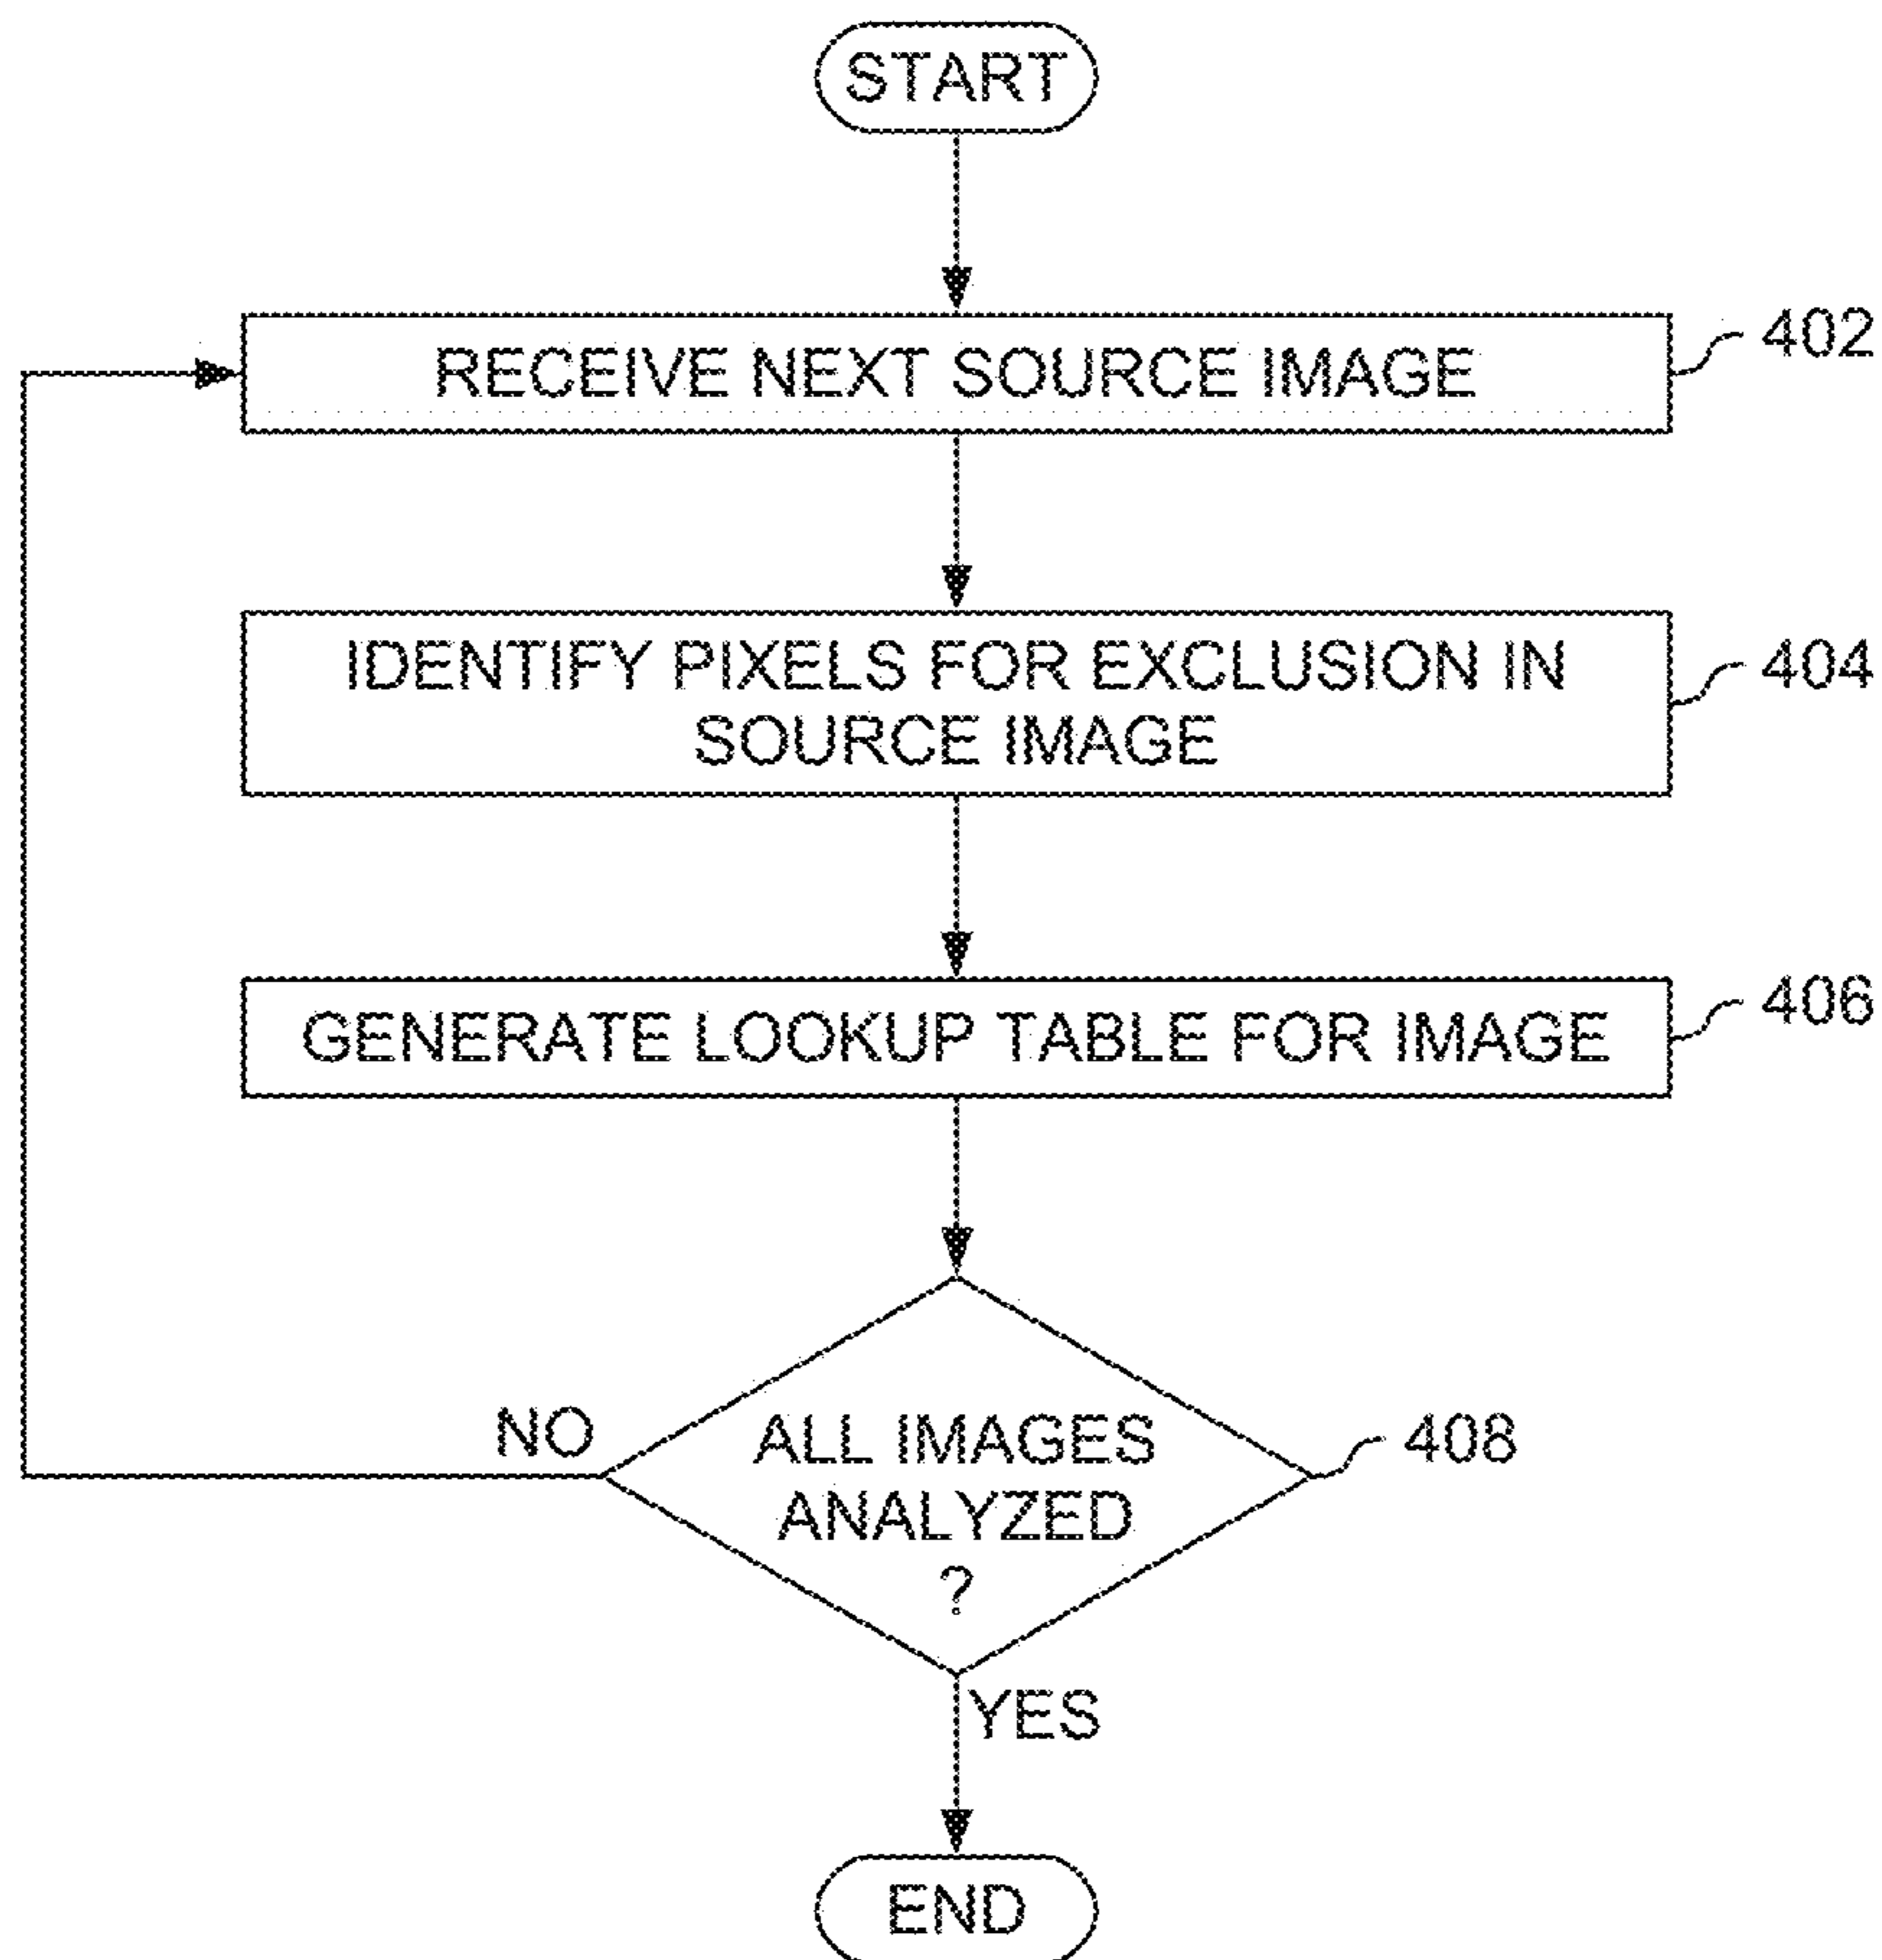 START
RECEIVE NEXT SOURCE IMAGE
402
IDENTIFY PIXELS FOR EXCLUSION IN
SOURCE IMAGE
404
GENERATE LOOKUP TABLE FOR IMAGE
406
NO
ALL IMAGES
ANALYZED
?
408
YES
END